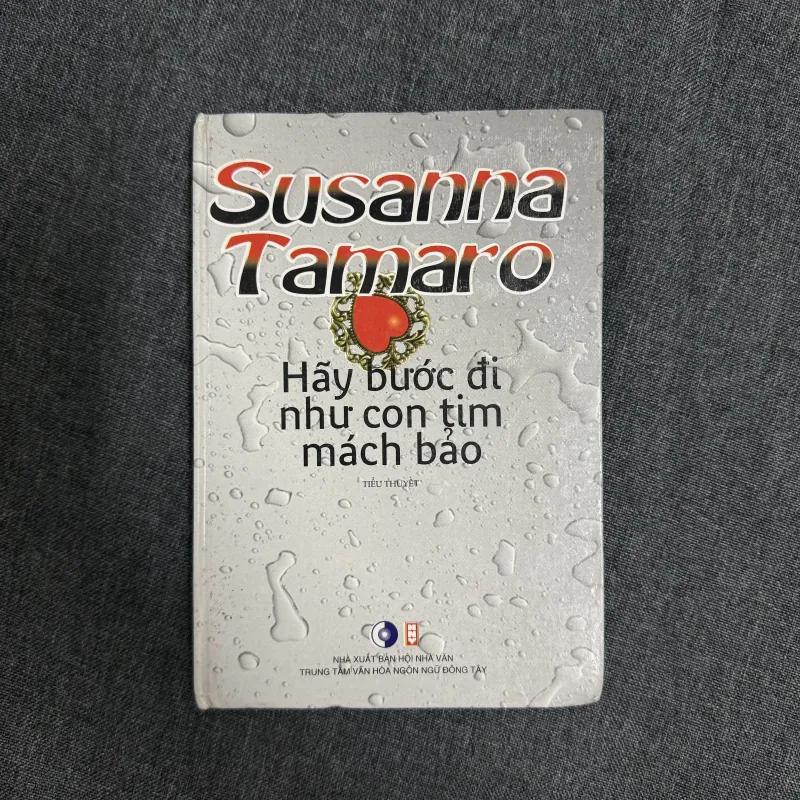 Susanna
Tamaro
Hãy bước đi
như con tim
mách bảo
TIỂU THUYẾT
NHÀ XUẤT BẢN HỘI NHÀ VĂN
TRUNG TÂM VĂN HÓA NGÔN NGỮ ĐÔNG TÂY